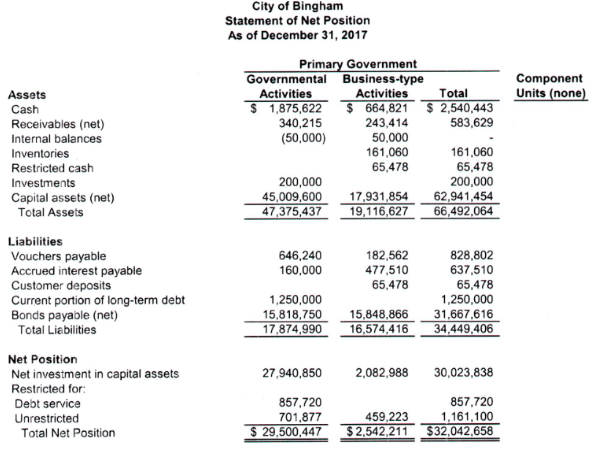 City of Bingham
Statement of Net Position
As of December 31, 2017
Primary Government
Governmental Business-type Component
Assets Activities Activities Total Units (none)
Cash $ 1,875,622 $ 664,821 $ 2,540,443
Receivables (net) 340,215 243,414 583,629
Internal balances (50,000) 50,000 -
Inventories 161,060 161,060
Restricted cash 65,478 65,478
Investments 200,000 200,000
Capital assets (net) 45,009,600 17,931,854 62,941,454
Total Assets 47,375,437 19,116,627 66,492,064
Liabilities
Vouchers payable 646,240 182,562 828,802
Accrued interest payable 160,000 477,510 637,510
Customer deposits 65,478 65,478
Current portion of long-term debt 1,250,000 1,250,000
Bonds payable (net) 15,818,750 15,848,866 31,667,616
Total Liabilities 17,874,990 16,574,416 34,449,406
Net Position
Net investment in capital assets 27,940,850 2,082,988 30,023,838
Restricted for:
Debt service 857,720 857,720
Unrestricted 701,877 459,223 1,161,100
Total Net Position $ 29,500,447 $ 2,542,211 $32,042,658